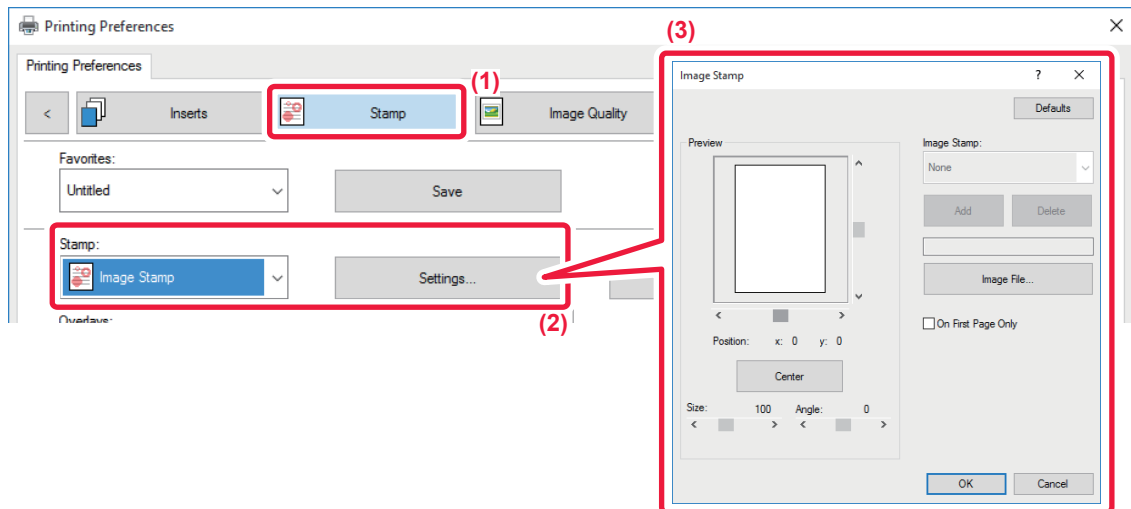 Printing Preferences
(3)
Printing Preferences
(1)
< Inserts Stamp Image Quality
Favorites:
Untitled Save
Stamp:
Image Stamp Settings...
(2)
Overlays:
Image Stamp ?
Defaults
Preview
Image Stamp:
None
Add Delete
Image File...
On First Page Only
Position: x: 0 y: 0
Center
Size: 100 Angle: 0
OK Cancel